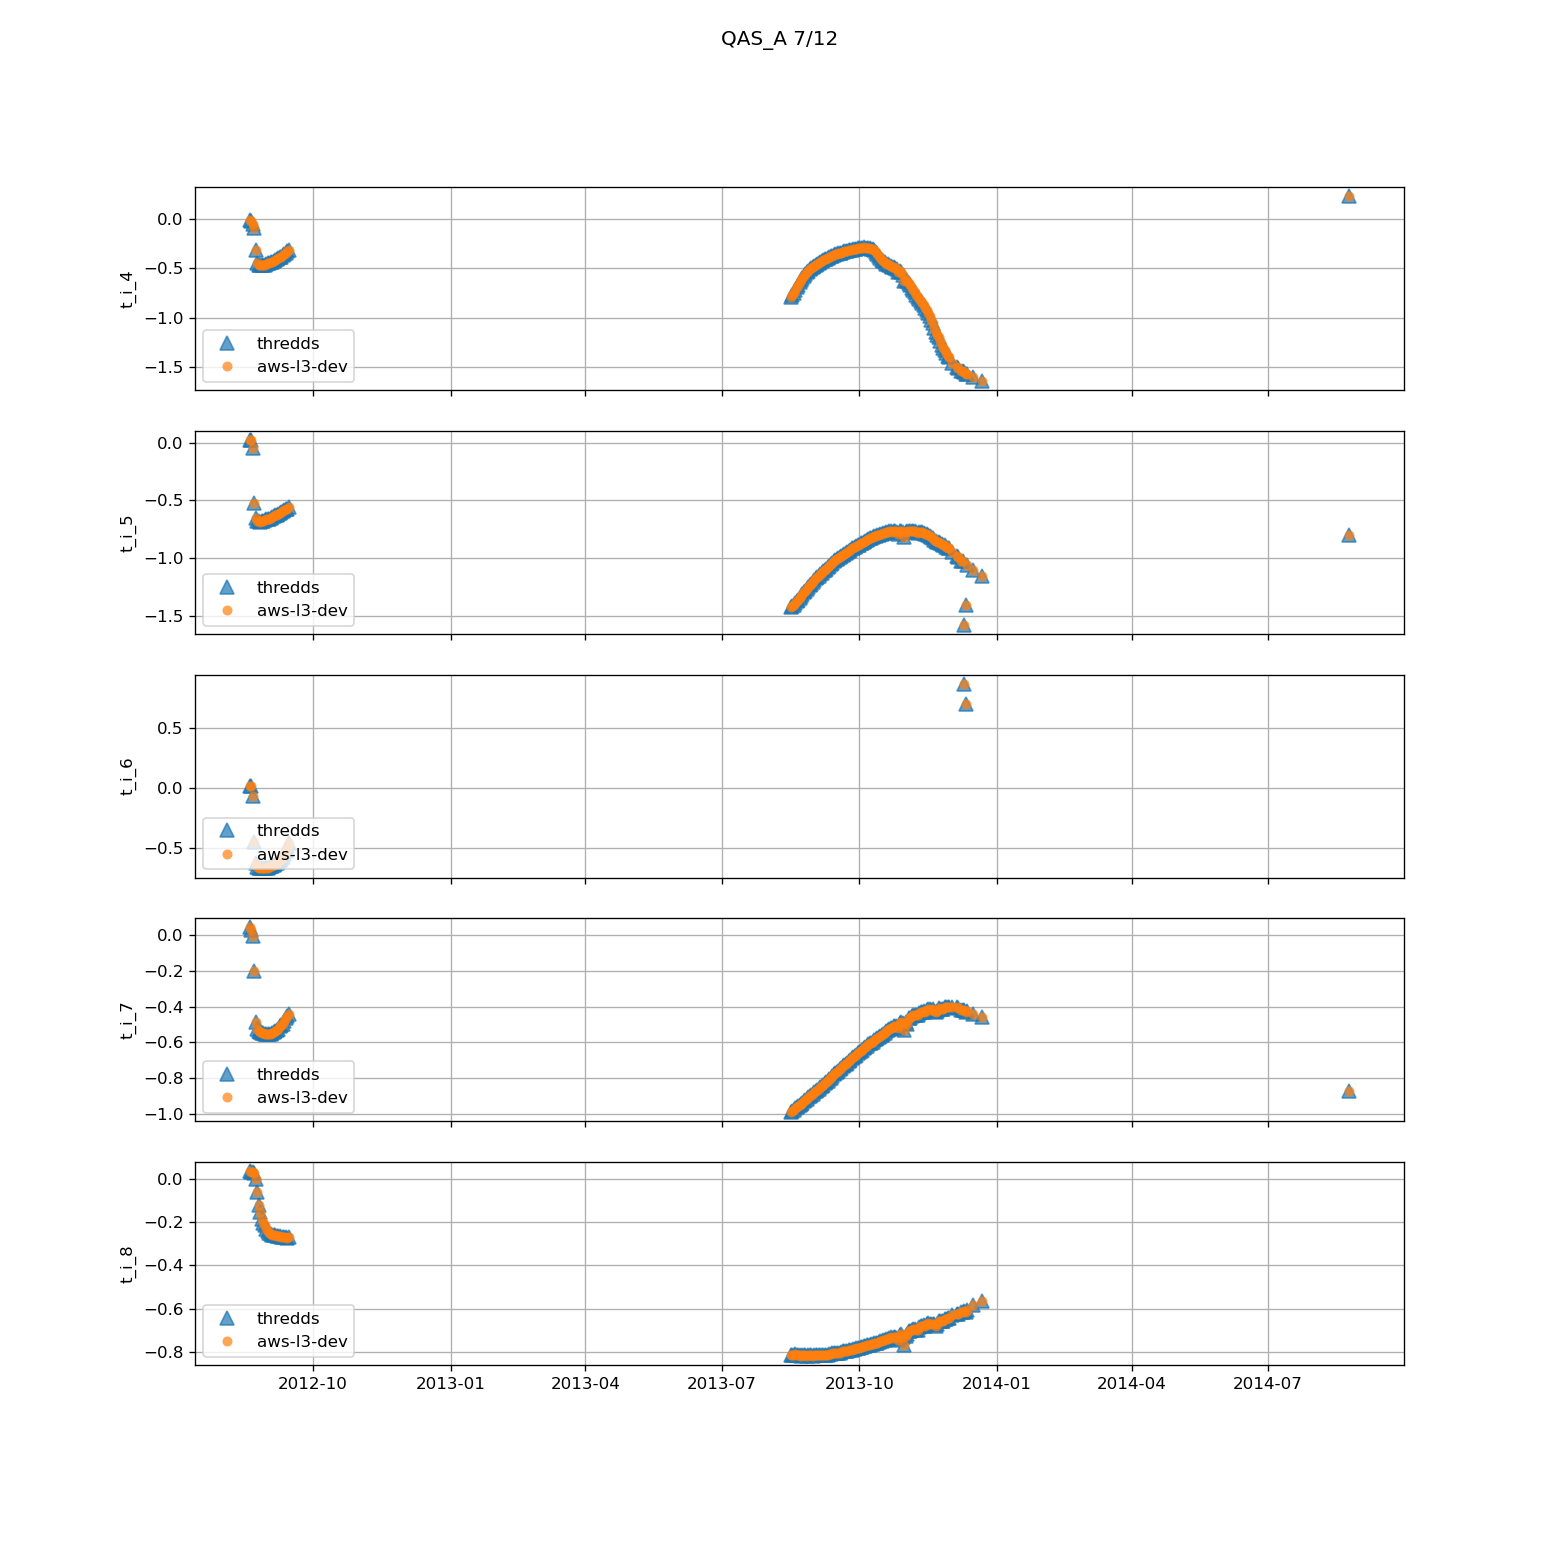 QAS_A 7/12
0.0
−0.5
−1.0
−1.5
t_i_4
thredds
aws-l3-dev
0.0
−0.5
−1.0
−1.5
t_i_5
thredds
aws-l3-dev
0.5
0.0
−0.5
t_i_6
thredds
aws-l3-dev
0.0
−0.2
−0.4
−0.6
−0.8
−1.0
t_i_7
thredds
aws-l3-dev
0.0
−0.2
−0.4
−0.6
−0.8
t_i_8
thredds
aws-l3-dev
2012-10 2013-01 2013-04 2013-07 2013-10 2014-01 2014-04 2014-07